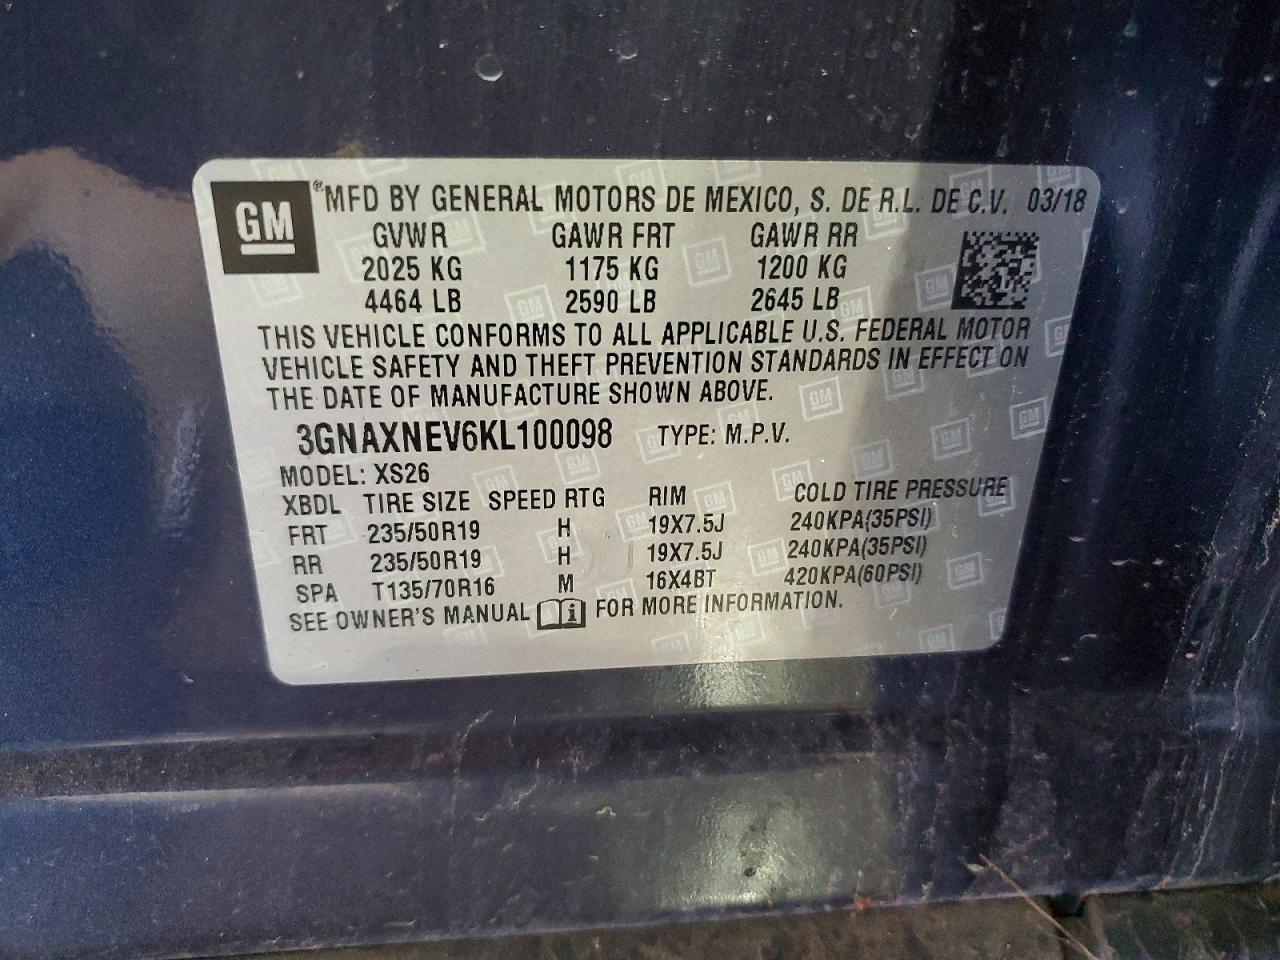 GM ® MFD BY GENERAL MOTORS DE MEXICO, S. DE R.L. DE C.V. 03/18
GVWR GAWR FRT GAWR RR
2025 KG 1175 KG 1200 KG
4464 LB 2590 LB 2645 LB
THIS VEHICLE CONFORMS TO ALL APPLICABLE U.S. FEDERAL MOTOR
VEHICLE SAFETY AND THEFT PREVENTION STANDARDS IN EFFECT ON
THE DATE OF MANUFACTURE SHOWN ABOVE.
3GNAXNEV6KL100098 TYPE: M.P.V.
MODEL: XS26
XBDL TIRE SIZE SPEED RTG RIM COLD TIRE PRESSURE
FRT 235/50R19 H 19X7.5J 240KPA(35PSI)
RR 235/50R19 H 19X7.5J 240KPA(35PSI)
SPA T135/70R16 M 16X4BT 420KPA(60PSI)
SEE OWNER'S MANUAL FOR MORE INFORMATION.